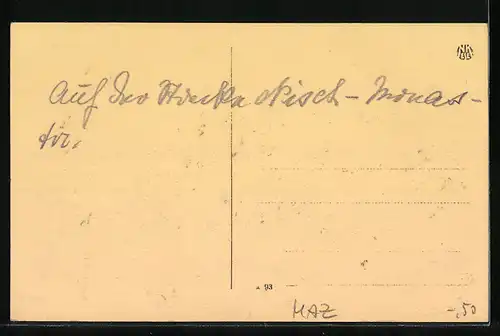 Auf der Strecke Nisch - Monas-
tir.
93
MAZ -,50